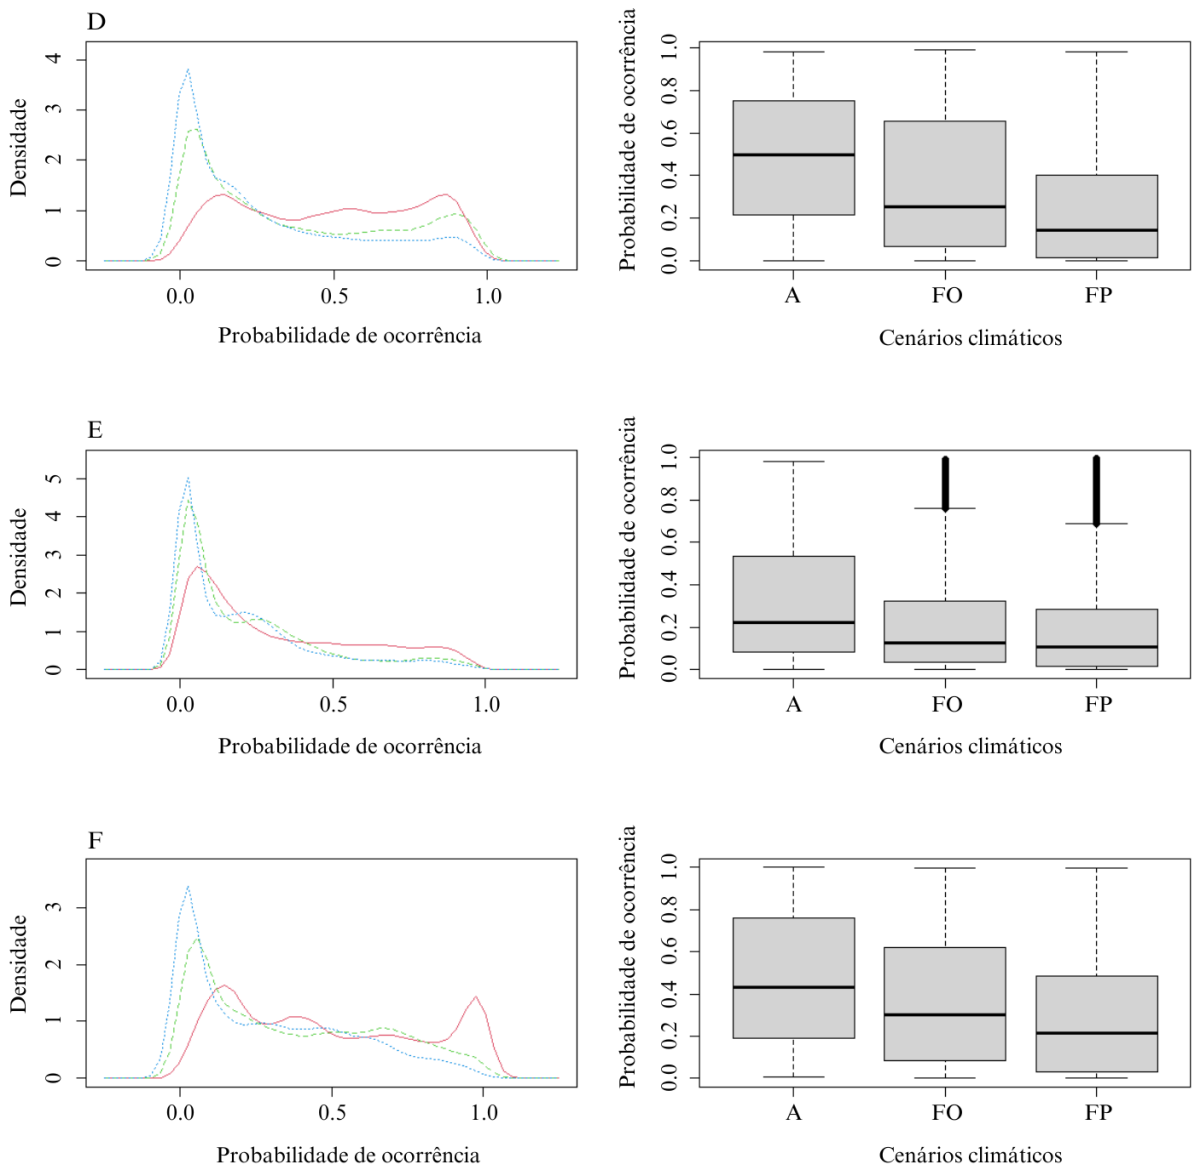 D
Densidade
4
3
2
1
0
0.0 0.5 1.0
Probabilidade de ocorrência
Probabilidade de ocorrência
1.0
0.8
0.6
0.4
0.2
0.0
A FO FP
Cenários climáticos
E
Densidade
5
4
3
2
1
0
0.0 0.5 1.0
Probabilidade de ocorrência
Probabilidade de ocorrência
1.0
0.8
0.6
0.4
0.2
0.0
A FO FP
Cenários climáticos
F
Densidade
3
2
1
0
0.0 0.5 1.0
Probabilidade de ocorrência
Probabilidade de ocorrência
1.0
0.8
0.6
0.4
0.2
0.0
A FO FP
Cenários climáticos